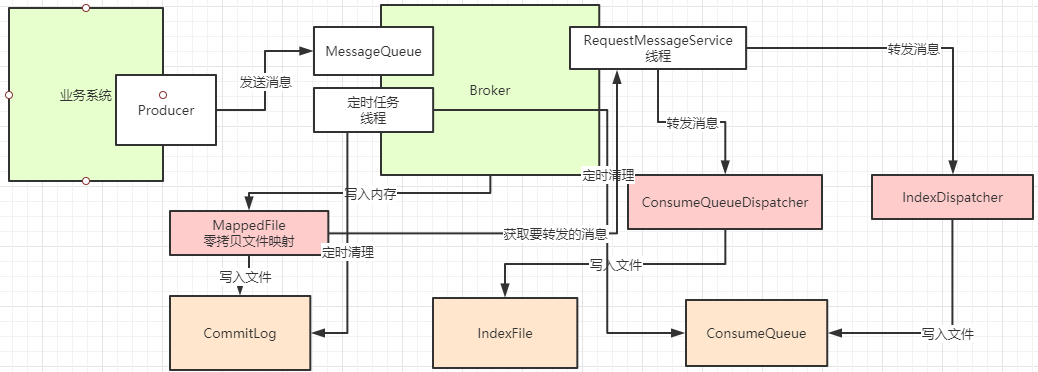 业务系统
Producer
发送消息
MessageQueue
定时任务
线程
Broker
RequestMessageService
线程
转发消息
转发消息
定时清理
ConsumeQueueDispatcher
IndexDispatcher
写入内存
MappedFile
零拷贝文件映射
获取要转发的消息
定时清理
写入文件
写入文件
写入文件
CommitLog
IndexFile
ConsumeQueue